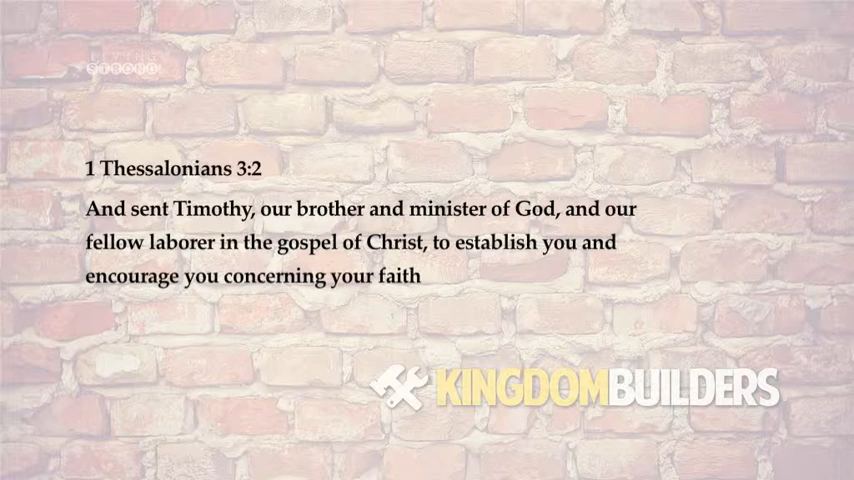 STRONG
1 Thessalonians 3:2
And sent Timothy, our brother and minister of God, and our
fellow laborer in the gospel of Christ, to establish you and
encourage you concerning your faith
KINGDOMBUILDERS